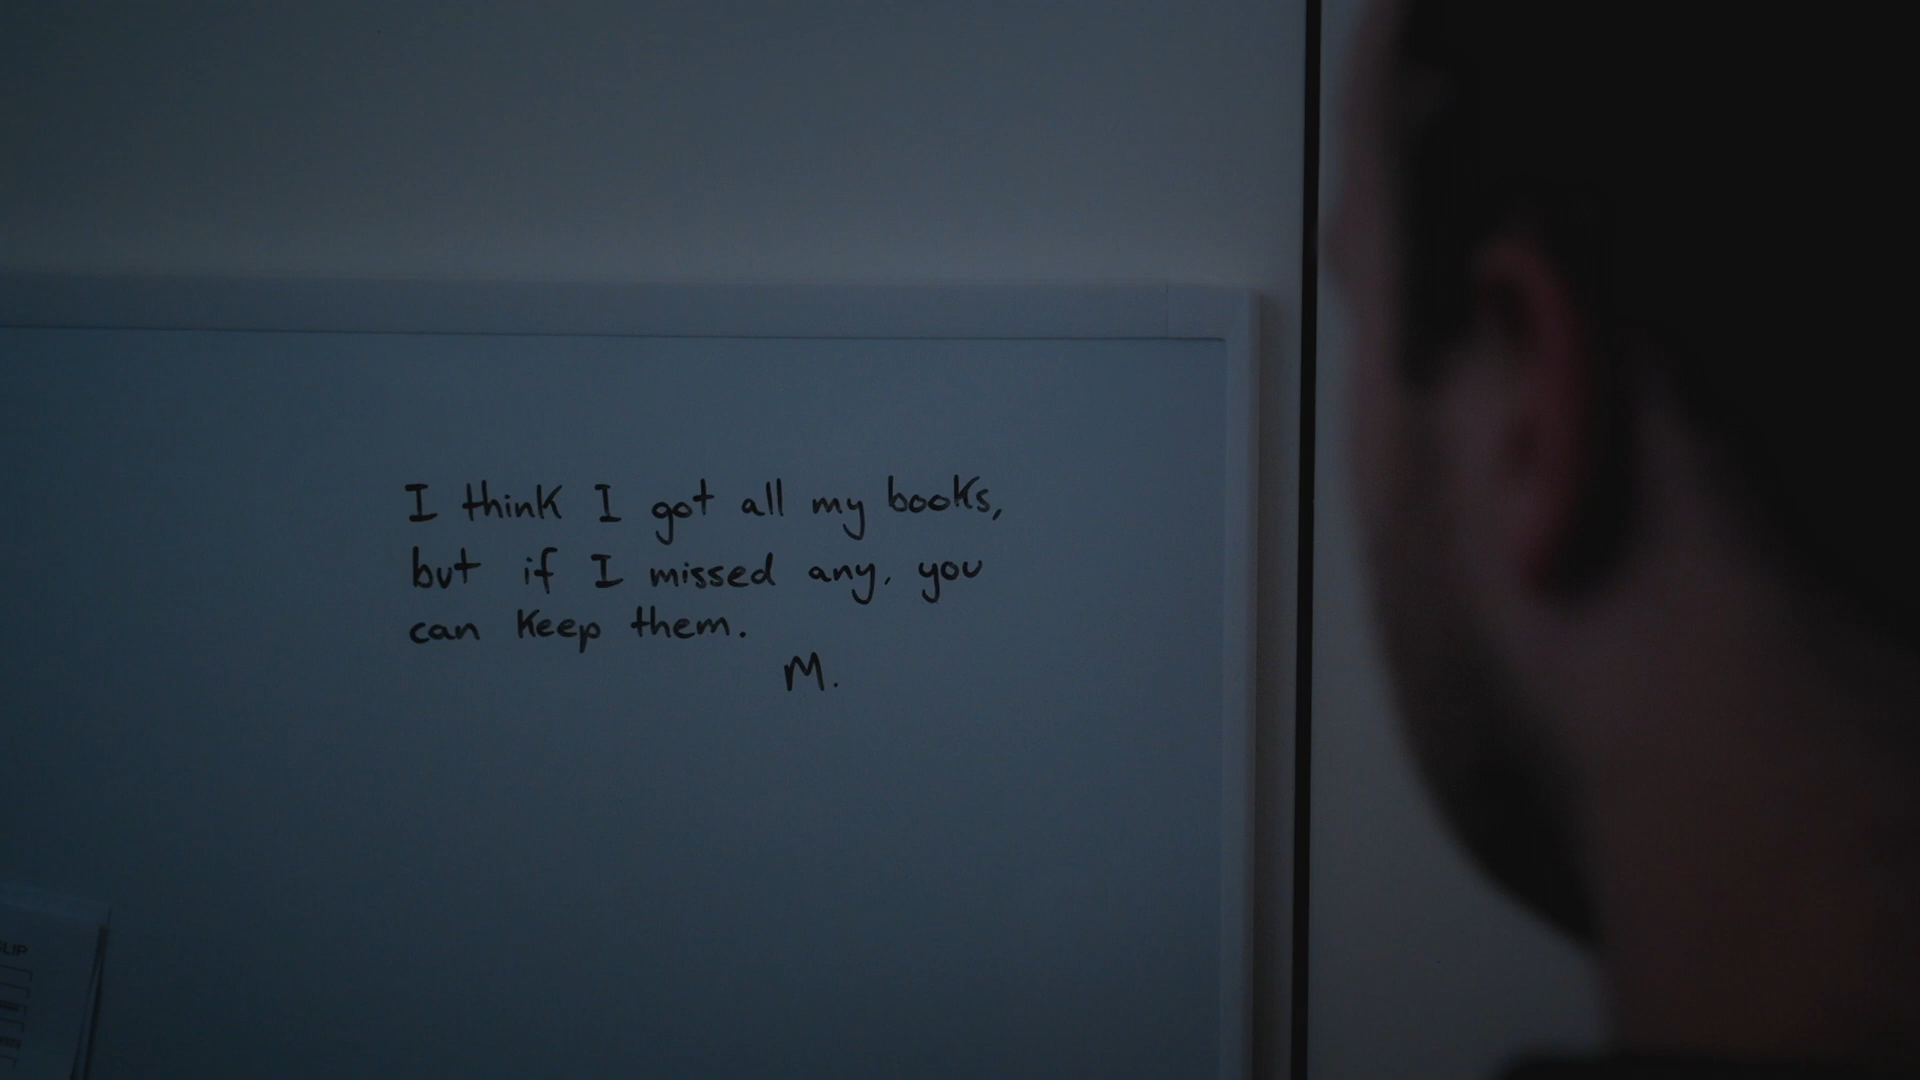 I think I got all my books,
but if I missed any, you
can keep them.
M.